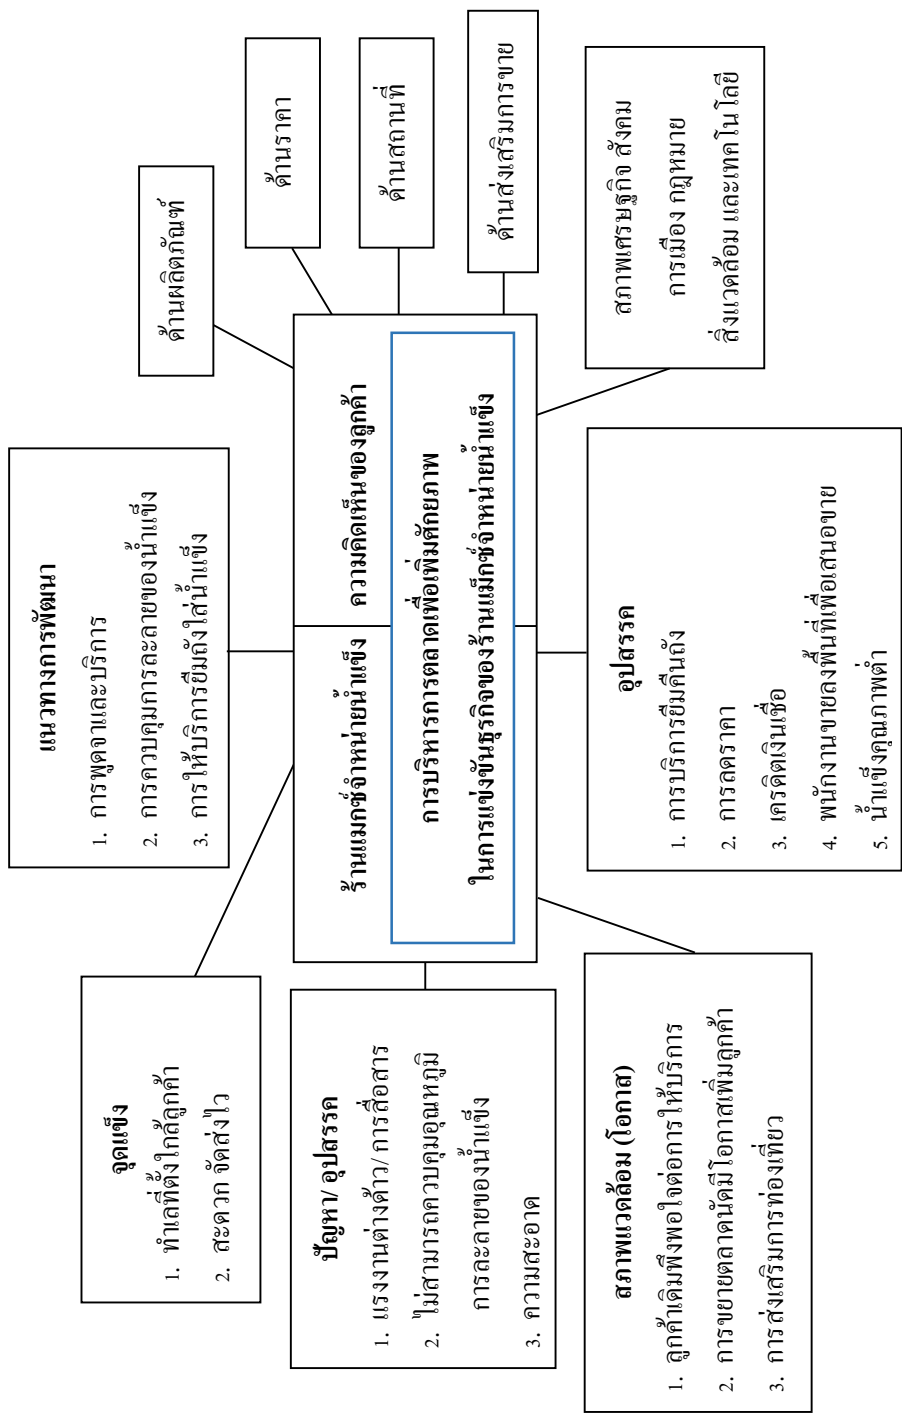 จุดแข็ง
1. ทำเลที่ตั้งใกล้ลูกค้า
2. สะดวก จัดส่งไว
แนวทางการพัฒนา
1. การพูดจาและบริการ
2. การควบคุมการละลายของน้ำแข็ง
3. การให้บริการยืมถังใส่น้ำแข็ง
ด้านผลิตภัณฑ์
ด้านราคา
ด้านสถานที่
ด้านส่งเสริมการขาย
ปัญหา/ อุปสรรค
1. แรงงานต่างด้าว/ การสื่อสาร
2. ไม่สามารถควบคุมอุณหภูมิ
การละลายของน้ำแข็ง
3. ความสะอาด
ร้านแมกซ์จำหน่ายน้ำแข็ง
ความคิดเห็นของลูกค้า
การบริหารการตลาดเพื่อเพิ่มศักยภาพ
ในการแข่งขันธุรกิจของร้านแม็กซ์จำหน่ายน้ำแข็ง
สภาพแวดล้อม (โอกาส)
1. ลูกค้าเดิมพึงพอใจต่อการให้บริการ
2. การขยายตลาดนัดมีโอกาสเพิ่มลูกค้า
3. การส่งเสริมการท่องเที่ยว
อุปสรรค
1. การบริการยืมคืนถัง
2. การลดราคา
3. เครดิตเงินเชื่อ
4. พนักงานขายลงพื้นที่เพื่อเสนอขาย
5. น้ำแข็งคุณภาพต่ำ
สภาพเศรษฐกิจ สังคม
การเมือง กฎหมาย
สิ่งแวดล้อม และเทคโนโลยี